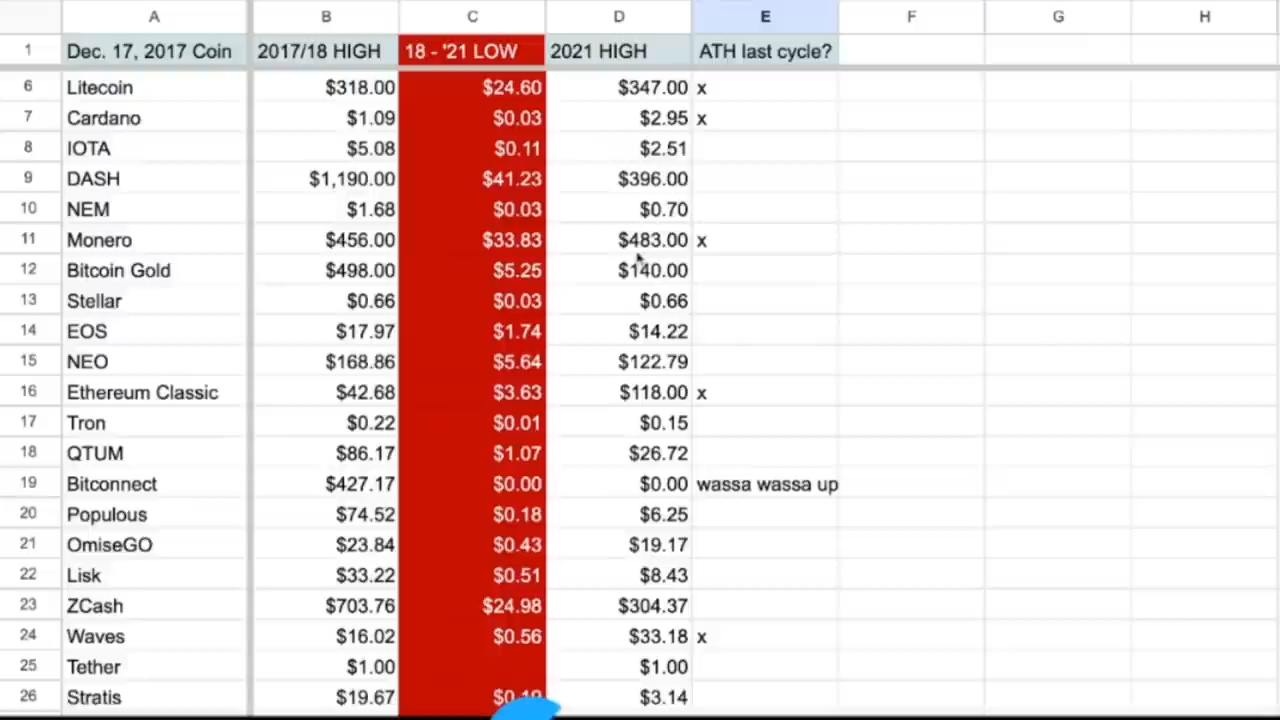 A B C D E F G H
1 Dec. 17, 2017 Coin 2017/18 HIGH 18 - '21 LOW 2021 HIGH ATH last cycle?
6 Litecoin $318.00 $24.60 $347.00 x
7 Cardano $1.09 $0.03 $2.95 x
8 IOTA $5.08 $0.11 $2.51
9 DASH $1,190.00 $41.23 $396.00
10 NEM $1.68 $0.03 $0.70
11 Monero $456.00 $33.83 $483.00 x
12 Bitcoin Gold $498.00 $5.25 $140.00
13 Stellar $0.66 $0.03 $0.66
14 EOS $17.97 $1.74 $14.22
15 NEO $168.86 $5.64 $122.79
16 Ethereum Classic $42.68 $3.63 $118.00 x
17 Tron $0.22 $0.01 $0.15
18 QTUM $86.17 $1.07 $26.72
19 Bitconnect $427.17 $0.00 $0.00 wassa wassa up
20 Populous $74.52 $0.18 $6.25
21 OmiseGO $23.84 $0.43 $19.17
22 Lisk $33.22 $0.51 $8.43
23 ZCash $703.76 $24.98 $304.37
24 Waves $16.02 $0.56 $33.18 x
25 Tether $1.00 $1.00
26 Stratis $19.67 $3.14